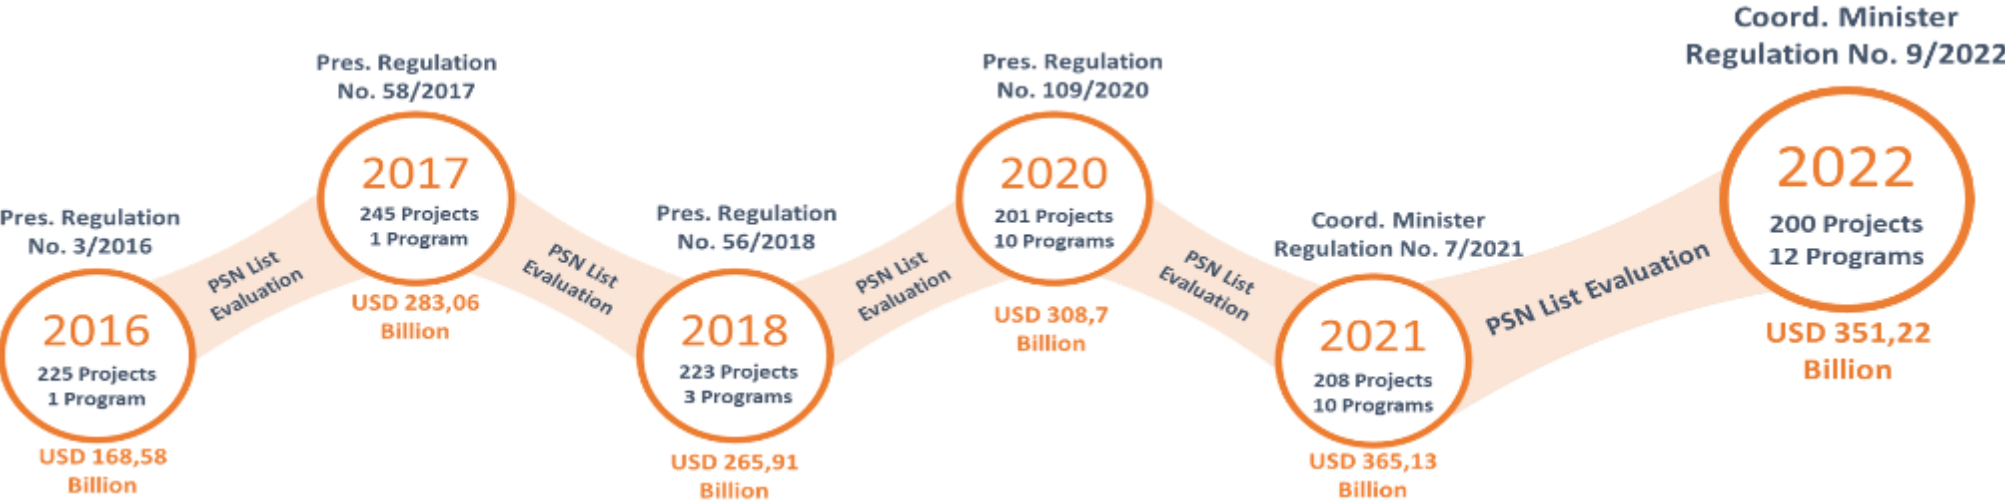 Pres. Regulation
No. 3/2016
2016
225 Projects
1 Program
USD 168,58
Billion
PSN List
Evaluation
Pres. Regulation
No. 58/2017
2017
245 Projects
1 Program
USD 283,06
Billion
PSN List
Evaluation
Pres. Regulation
No. 56/2018
2018
223 Projects
3 Programs
USD 265,91
Billion
PSN List
Evaluation
Pres. Regulation
No. 109/2020
2020
201 Projects
10 Programs
USD 308,7
Billion
PSN List
Evaluation
Coord. Minister
Regulation No. 7/2021
2021
208 Projects
10 Programs
USD 365,13
Billion
PSN List Evaluation
Coord. Minister
Regulation No. 9/2022
2022
200 Projects
12 Programs
USD 351,22
Billion